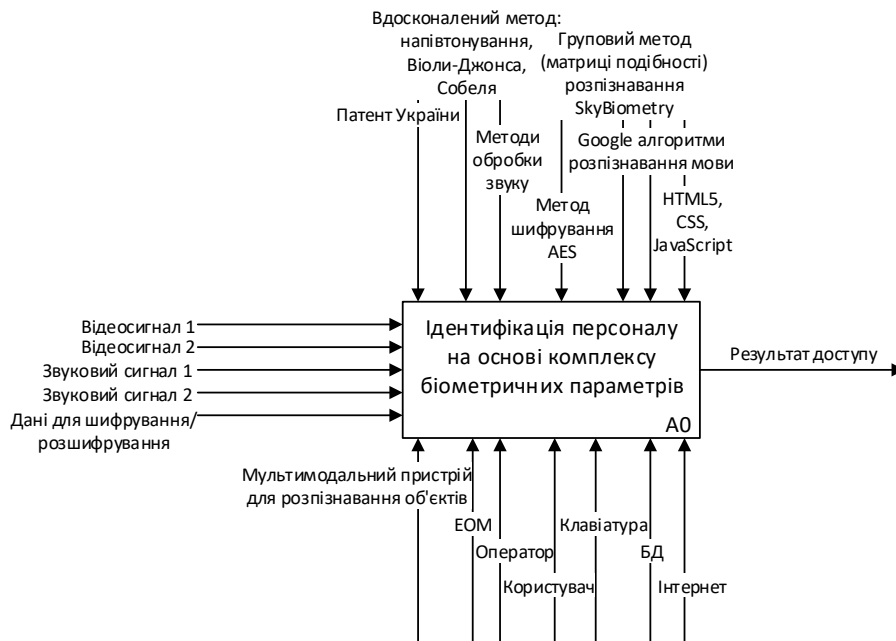 Вдосконалений метод:
напівтонування,
Віоли-Джонса,
Собеля
Груповий метод
(матриці подібності)
розпізнавання
SkyBiometry
Патент України
Методи
обробки
звуку
Google алгоритми
розпізнавання мови
Метод
шифрування
AES
HTML5,
CSS,
JavaScript
Відеосигнал 1
Відеосигнал 2
Звуковий сигнал 1
Звуковий сигнал 2
Дані для шифрування/
розшифрування
Ідентифікація персоналу
на основі комплексу
біометричних параметрів
A0
Результат доступу
Мультимодальний пристрій
для розпізнавання об'єктів
ЕОМ
Клавіатура
Оператор
БД
Користувач
Інтернет